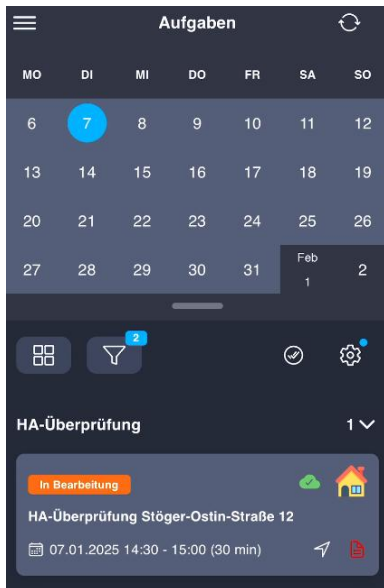 Aufgaben
MO DI MI DO FR SA SO
6 7 8 9 10 11 12
13 14 15 16 17 18 19
20 21 22 23 24 25 26
27 28 29 30 31 Feb 1 2
2
HA-Überprüfung 1
In Bearbeitung
HA-Überprüfung Stöger-Ostin-Straße 12
07.01.2025 14:30 - 15:00 (30 min)